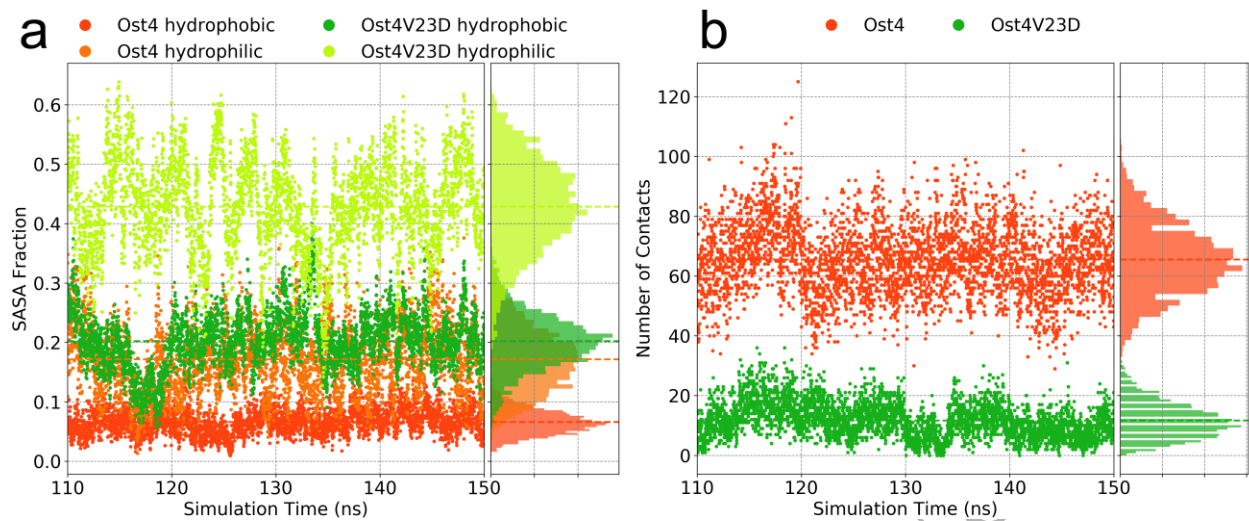 a
Ost4 hydrophobic
Ost4V23D hydrophobic
Ost4 hydrophilic
Ost4V23D hydrophilic
SASA Fraction
0.6
0.5
0.4
0.3
0.2
0.1
0.0
110 120 130 140 150
Simulation Time (ns)
b
Ost4
Ost4V23D
Number of Contacts
120
100
80
60
40
20
0
110 120 130 140 150
Simulation Time (ns)